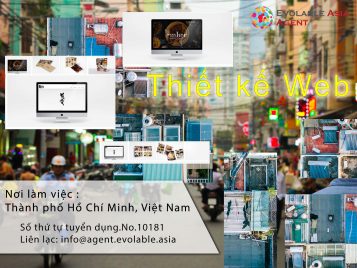 EVOLABLE ASIA
AGENT
Thiết kế Web
Nơi làm việc :
Thành phố Hồ Chí Minh, Việt Nam
Số thứ tự tuyển dụng.No.10181
Liên lạc: info@agent.evolable.asia